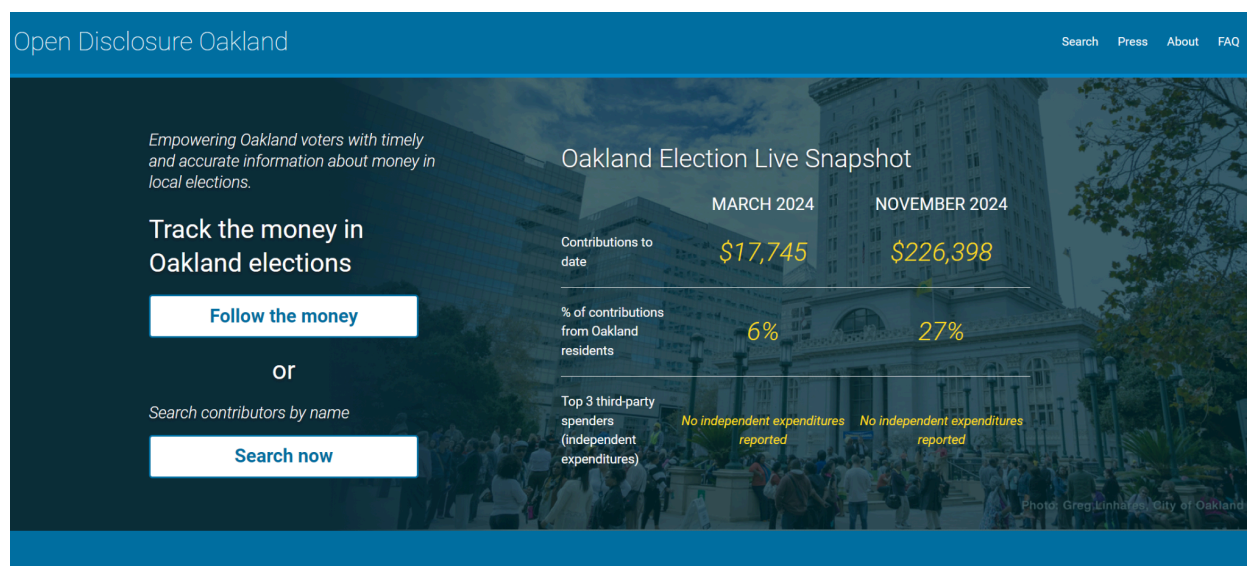 Open Disclosure Oakland
Search Press About FAQ
Empowering Oakland voters with timely
and accurate information about money in
local elections.
Track the money in
Oakland elections
Follow the money
or
Search contributors by name
Search now
Oakland Election Live Snapshot
MARCH 2024 NOVEMBER 2024
Contributions to
date
$17,745 $226,398
% of contributions
from Oakland
residents
6% 27%
Top 3 third-party
spenders
(independent
expenditures)
No independent expenditures
reported
No independent expenditures
reported
Photo: Greg Linhares, City of Oakland